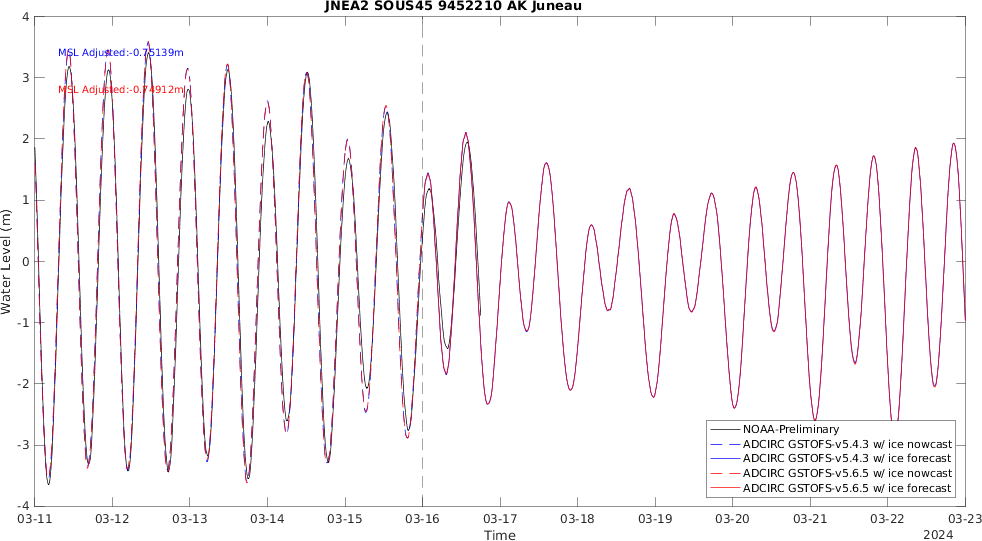 JNEA2 SOUS45 9452210 AK Juneau
4
3
2
1
0
-1
-2
-3
-4
Water Level (m)
MSL Adjusted:-0.75139m
MSL Adjusted:-0.74912m
NOAA-Preliminary
ADCIRC GSTOFS-v5.4.3 w/ ice nowcast
ADCIRC GSTOFS-v5.4.3 w/ ice forecast
ADCIRC GSTOFS-v5.6.5 w/ ice nowcast
ADCIRC GSTOFS-v5.6.5 w/ ice forecast
03-11 03-12 03-13 03-14 03-15 03-16 03-17 03-18 03-19 03-20 03-21 03-22 03-23
Time
2024